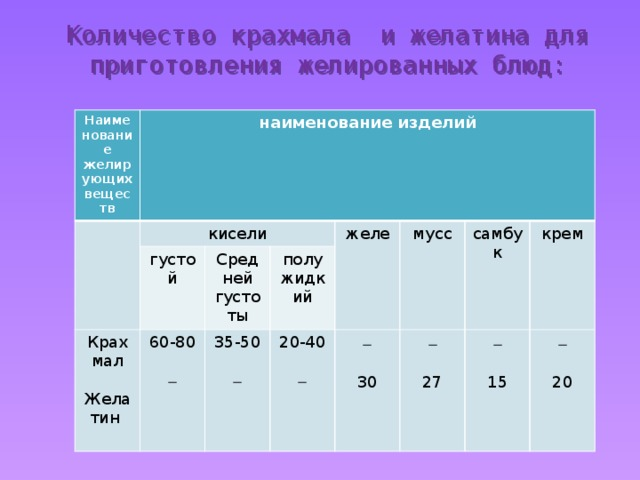 Количество крахмала и желатина для
приготовления желированных блюд:
Наиме
новани
е
желир
ующих
вещес
тв
наименование изделий
кисели
желе
мусс
самбу
к
крем
густо
й
Сред
ней
густо
ты
полу
жидк
ий
Крах
мал
60-80
35-50
20-40
_
_
_
_
Жела
тин
_
_
_
30
27
15
20